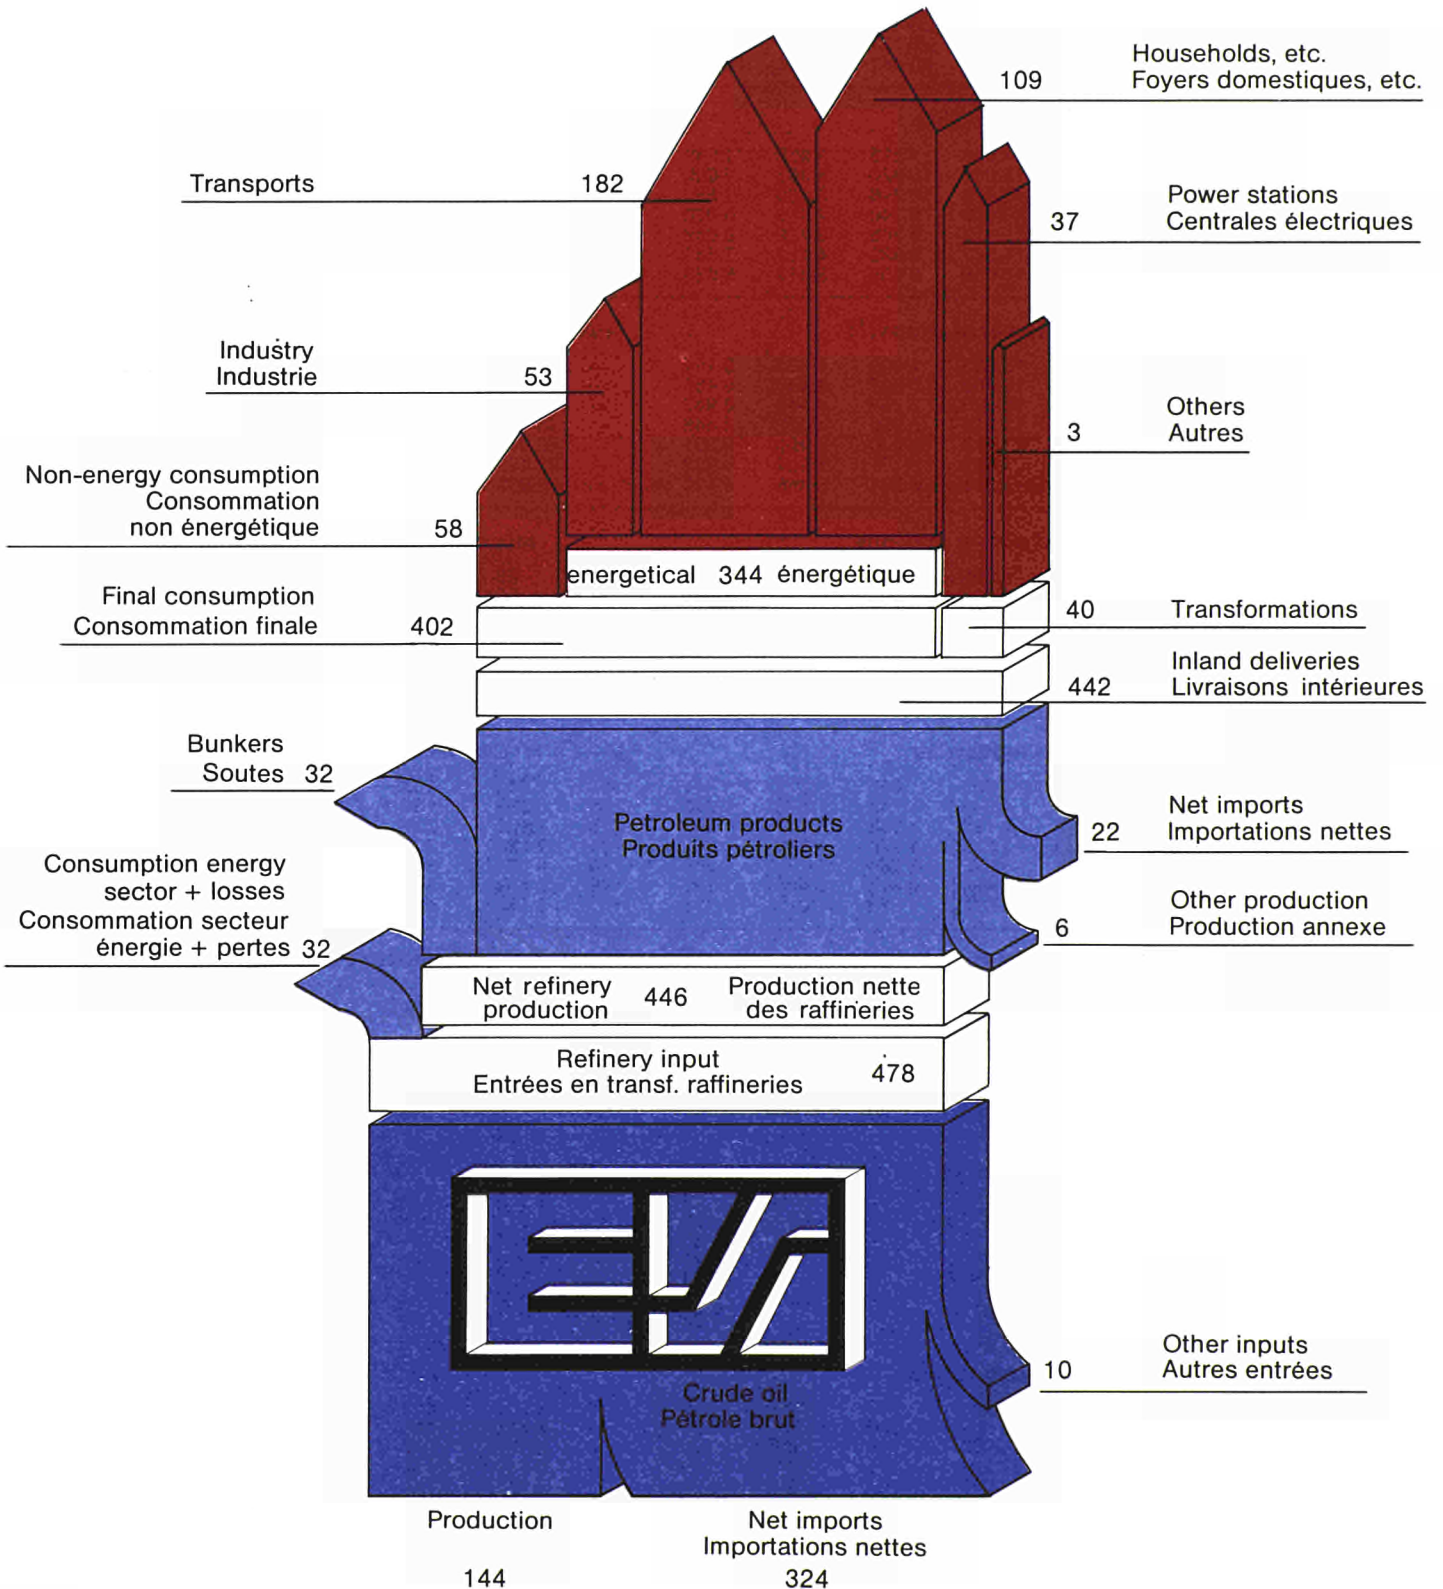 Households, etc.
109 Foyers domestiques, etc.
Transports 182
Power stations
37 Centrales électriques
Industry
Industrie 53
Others
3 Autres
Non-energy consumption
Consommation
non énergétique 58
energetical 344 énergétique
Final consumption
Consommation finale 402
40 Transformations
Inland deliveries
442 Livraisons intérieures
Bunkers
Soutes 32
Petroleum products
Produits pétroliers
Net imports
22 Importations nettes
Consumption energy
sector + losses
Consommation secteur
énergie + pertes 32
Other production
6 Production annexe
Net refinery
production
446
Production nette
des raffineries
Refinery input
Entrées en transf. raffineries
478
Crude oil
Pétrole brut
Other inputs
10 Autres entrées
Production
144
Net imports
Importations nettes
324